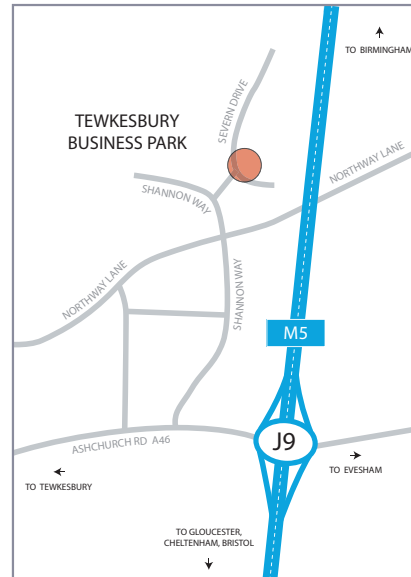 TO BIRMINGHAM
TEWKESBURY
BUSINESS PARK
SEVERN DRIVE
NORTHWAY LANE
SHANNON WAY
NORTHWAY LANE
SHANNON WAY
M5
J9
ASHCHURCH RD A46
TO TEWKESBURY
TO EVESHAM
TO GLOUCESTER,
CHELTENHAM, BRISTOL